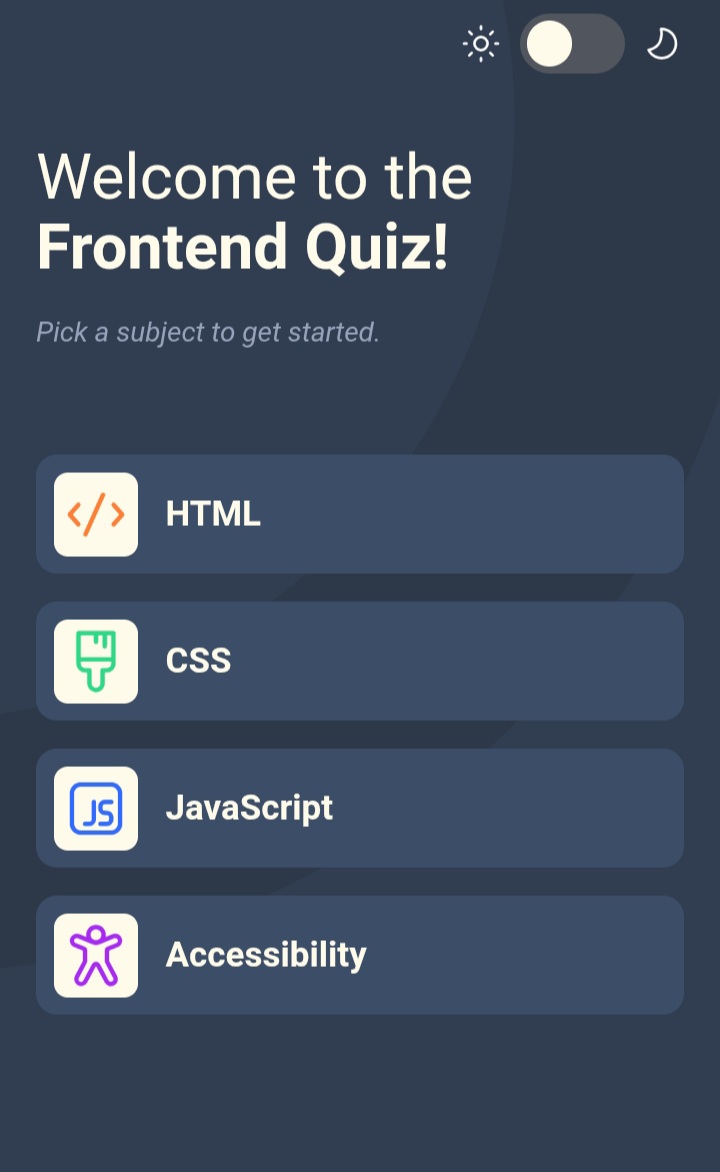 Welcome to the
Frontend Quiz!
Pick a subject to get started.
HTML
CSS
JS
JavaScript
Accessibility